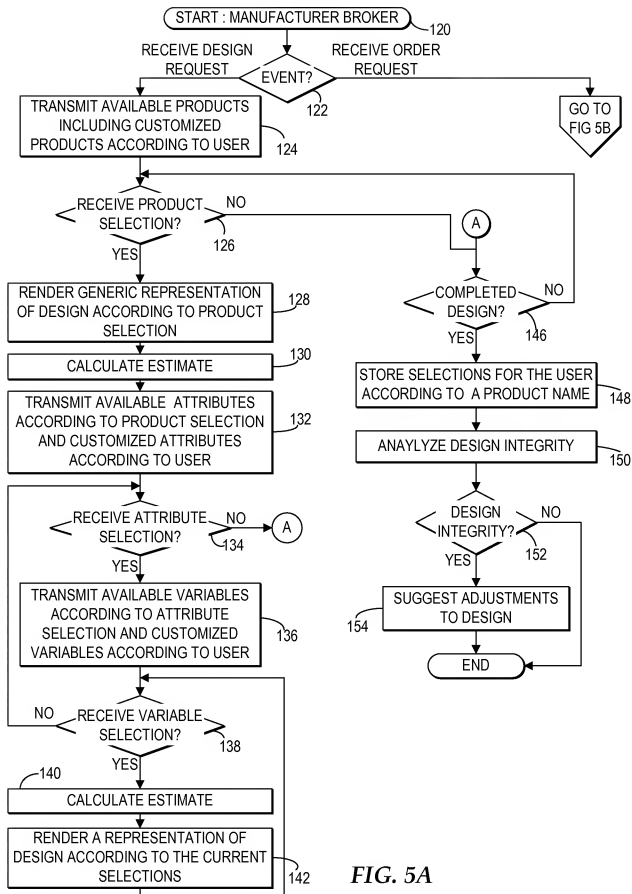 START : MANUFACTURER BROKER
120
RECEIVE DESIGN
REQUEST
EVENT?
122
RECEIVE ORDER
REQUEST
GO TO
FIG 5B
TRANSMIT AVAILABLE PRODUCTS
INCLUDING CUSTOMIZED
PRODUCTS ACCORDING TO USER
124
RECEIVE PRODUCT
SELECTION?
126
NO
YES
RENDER GENERIC REPRESENTATION
OF DESIGN ACCORDING TO PRODUCT
SELECTION
128
CALCULATE ESTIMATE
130
TRANSMIT AVAILABLE ATTRIBUTES
ACCORDING TO PRODUCT SELECTION
AND CUSTOMIZED ATTRIBUTES
ACCORDING TO USER
132
RECEIVE ATTRIBUTE
SELECTION?
134
NO
A
YES
TRANSMIT AVAILABLE VARIABLES
ACCORDING TO ATTRIBUTE
SELECTION AND CUSTOMIZED
VARIABLES ACCORDING TO USER
136
NO
RECEIVE VARIABLE
SELECTION?
138
YES
140
CALCULATE ESTIMATE
RENDER A REPRESENTATION OF
DESIGN ACCORDING TO THE CURRENT
SELECTIONS
142
A
COMPLETED
DESIGN?
146
NO
YES
STORE SELECTIONS FOR THE USER
ACCORDING TO A PRODUCT NAME
148
ANAYLYZE DESIGN INTEGRITY
150
DESIGN
INTEGRITY?
152
NO
YES
SUGGEST ADJUSTMENTS
TO DESIGN
154
END
FIG. 5A